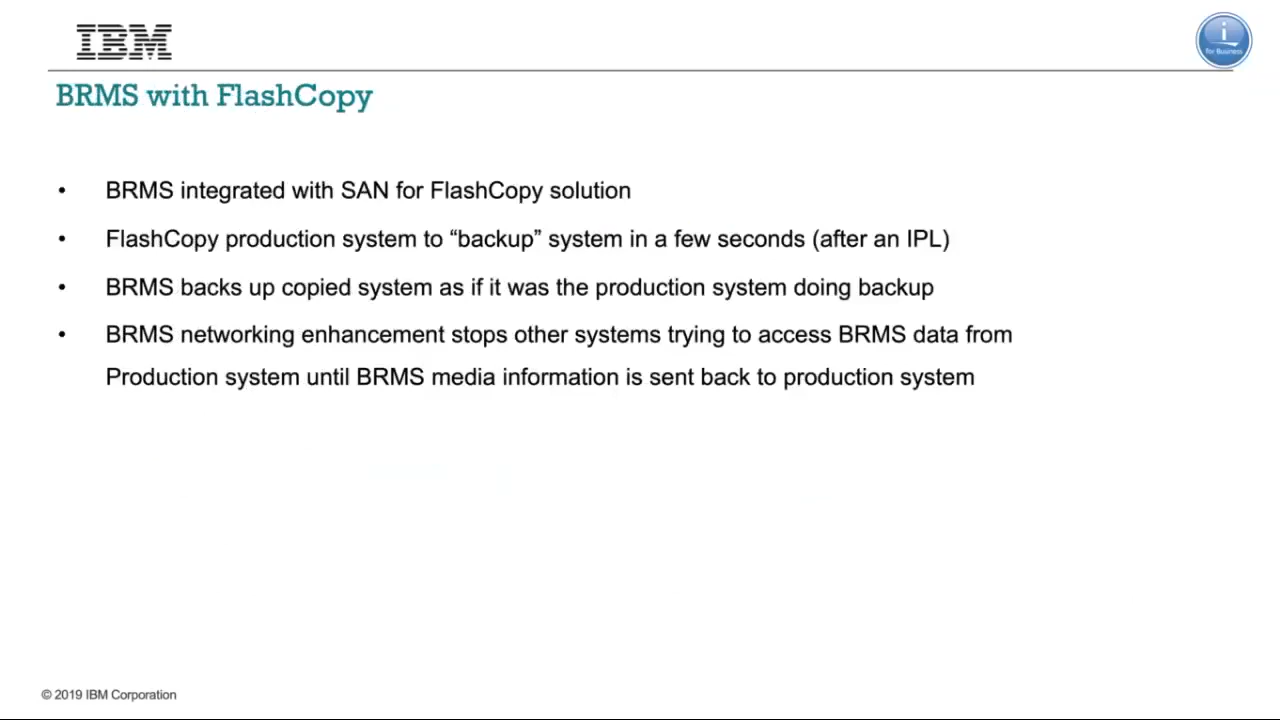 IBM
i
for Business
BRMS with FlashCopy
• BRMS integrated with SAN for FlashCopy solution
• FlashCopy production system to “backup” system in a few seconds (after an IPL)
• BRMS backs up copied system as if it was the production system doing backup
• BRMS networking enhancement stops other systems trying to access BRMS data from
Production system until BRMS media information is sent back to production system
© 2019 IBM Corporation